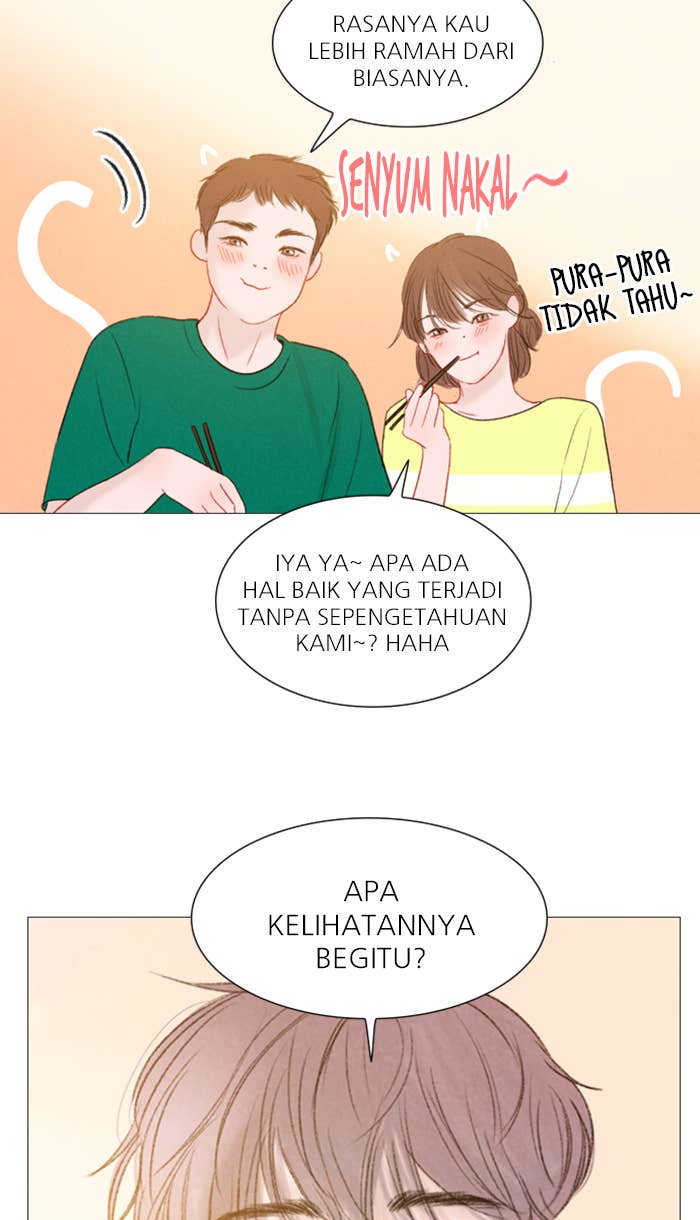 RASANYA KAU
LEBIH RAMAH DARI
BIASANYA.
SENYUM NAKAL~
PURA-PURA
TIDAK TAHU~
IYA YA~ APA ADA
HAL BAIK YANG TERJADI
TANPA SEPENGETAHUAN
KAMI~? HAHA
APA
KELIHATANNYA
BEGITU?